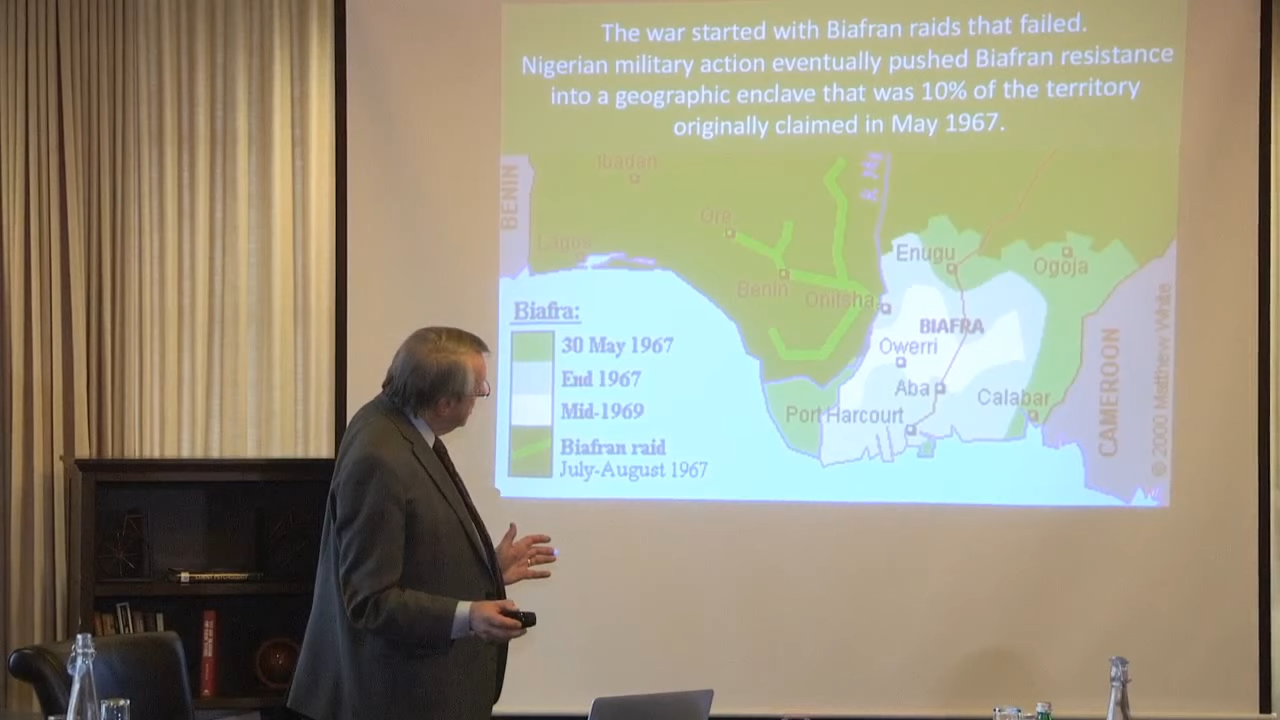 The war started with Biafran raids that failed.
Nigerian military action eventually pushed Biafran resistance
into a geographic enclave that was 10% of the territory
originally claimed in May 1967.
BENIN
Ibadan
Ore
Lagos
Benin
Onitsha
Enugu
Ogoja
BIAFRA
Owerri
Aba
Calabar
Port Harcourt
CAMEROON
© 2000 Matthew White
Biafra:
30 May 1967
End 1967
Mid-1969
Biafran raid
July-August 1967